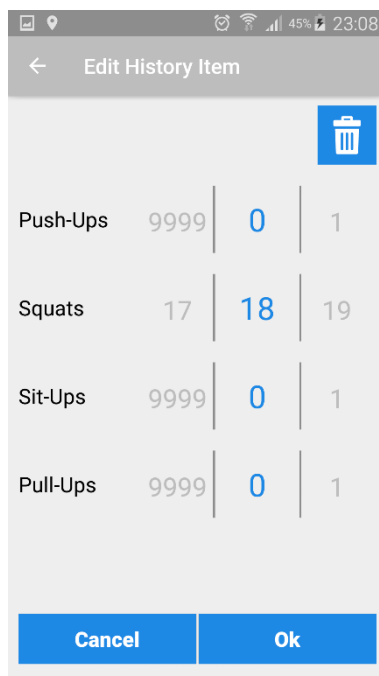 45% 23:08
Edit History Item
Push-Ups 9999 0 1
Squats 17 18 19
Sit-Ups 9999 0 1
Pull-Ups 9999 0 1
Cancel Ok